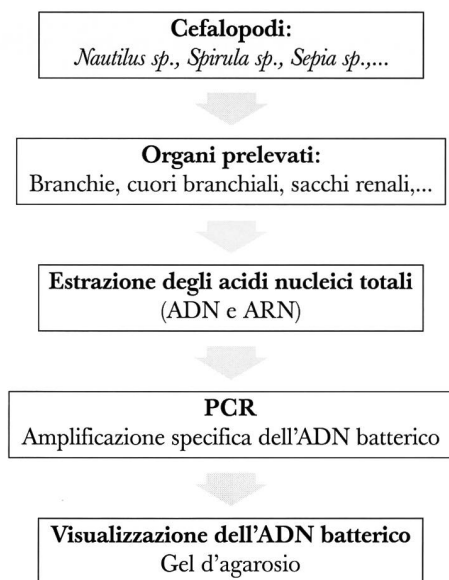 Cefalopodi:
Nautilus sp., Spirula sp., Sepia sp.,...
Organi prelevati:
Branchie, cuori branchiali, sacchi renali,...
Estrazione degli acidi nucleici totali
(ADN e ARN)
PCR
Amplificazione specifica dell'ADN batterico
Visualizzazione dell'ADN batterico
Gel d'agarosio